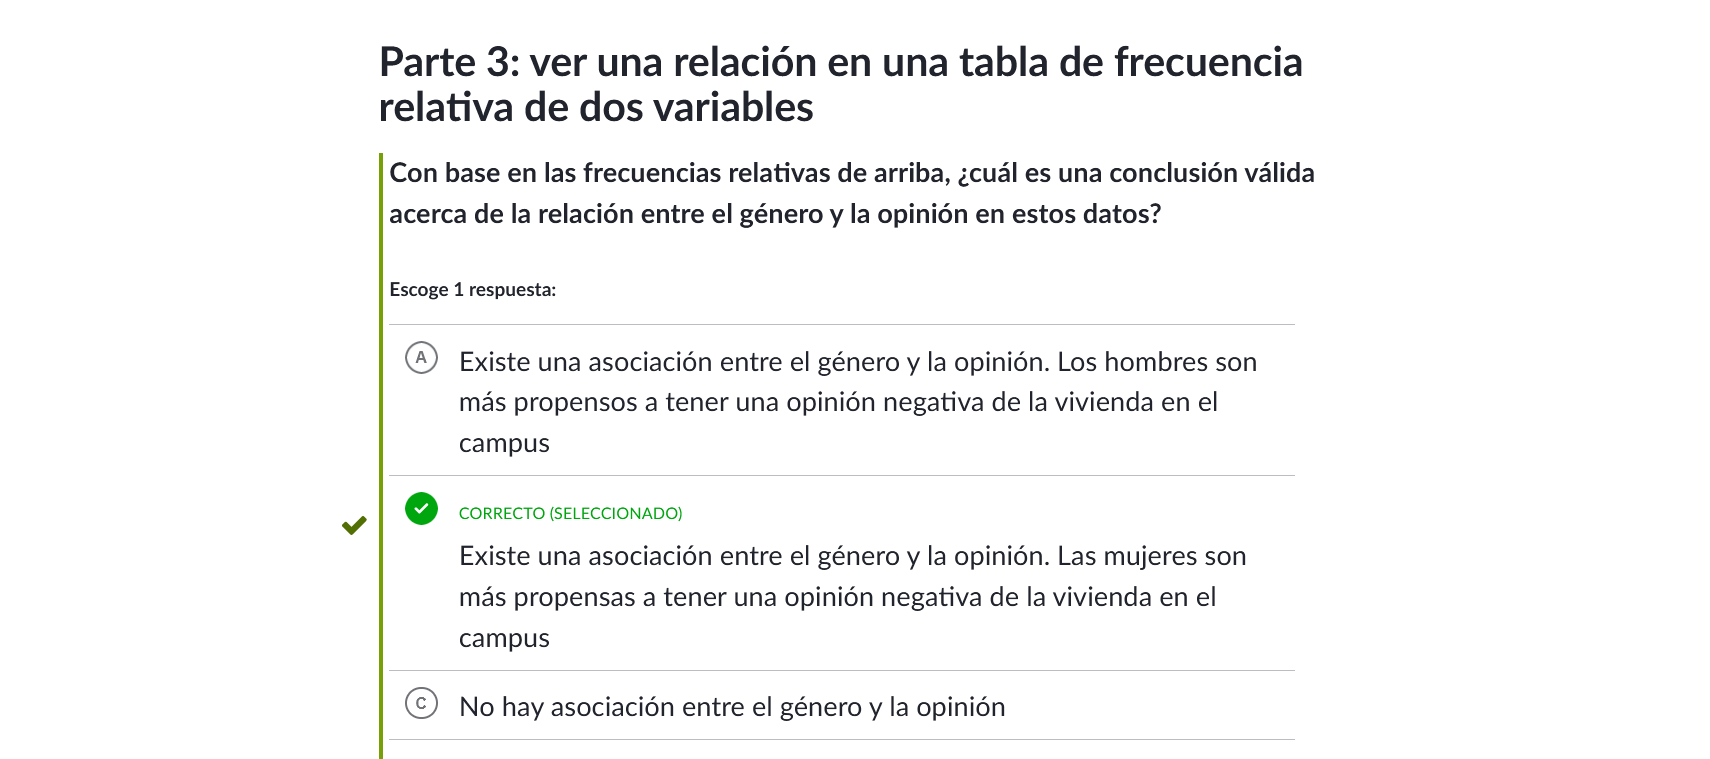 Parte 3: ver una relación en una tabla de frecuencia
relativa de dos variables
Con base en las frecuencias relativas de arriba, ¿cuál es una conclusión válida
acerca de la relación entre el género y la opinión en estos datos?
Escoge 1 respuesta:
A
Existe una asociación entre el género y la opinión. Los hombres son
más propensos a tener una opinión negativa de la vivienda en el
campus
CORRECTO (SELECCIONADO)
Existe una asociación entre el género y la opinión. Las mujeres son
más propensas a tener una opinión negativa de la vivienda en el
campus
C
No hay asociación entre el género y la opinión